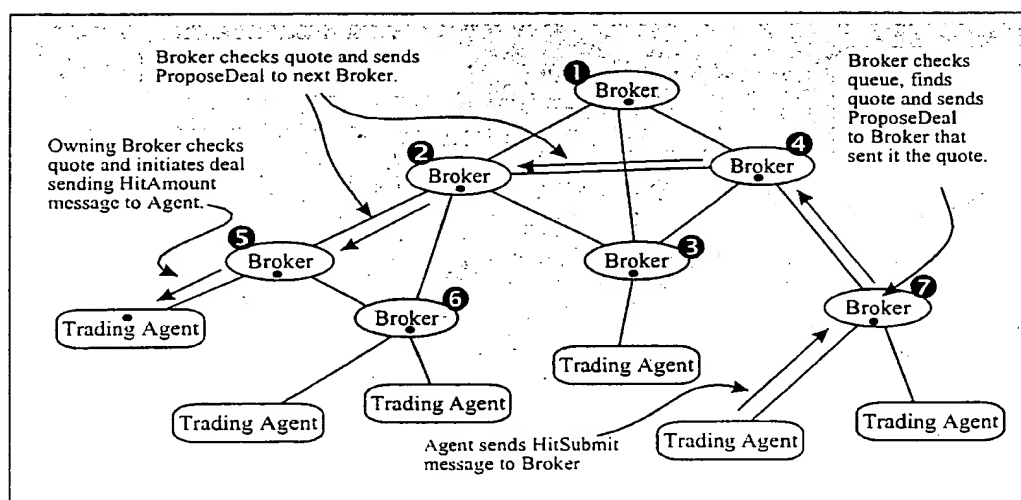 Broker checks quote and sends
ProposeDeal to next Broker.
Owning Broker checks
quote and initiates deal
sending HitAmount
message to Agent.
Broker checks
queue, finds
quote and sends
ProposeDeal
to Broker that
sent it the quote.
1
Broker
2
Broker
4
Broker
5
Broker
3
Broker
6
Broker
7
Broker
Trading Agent
Trading Agent
Trading Agent
Trading Agent
Trading Agent
Trading Agent
Agent sends HitSubmit
message to Broker